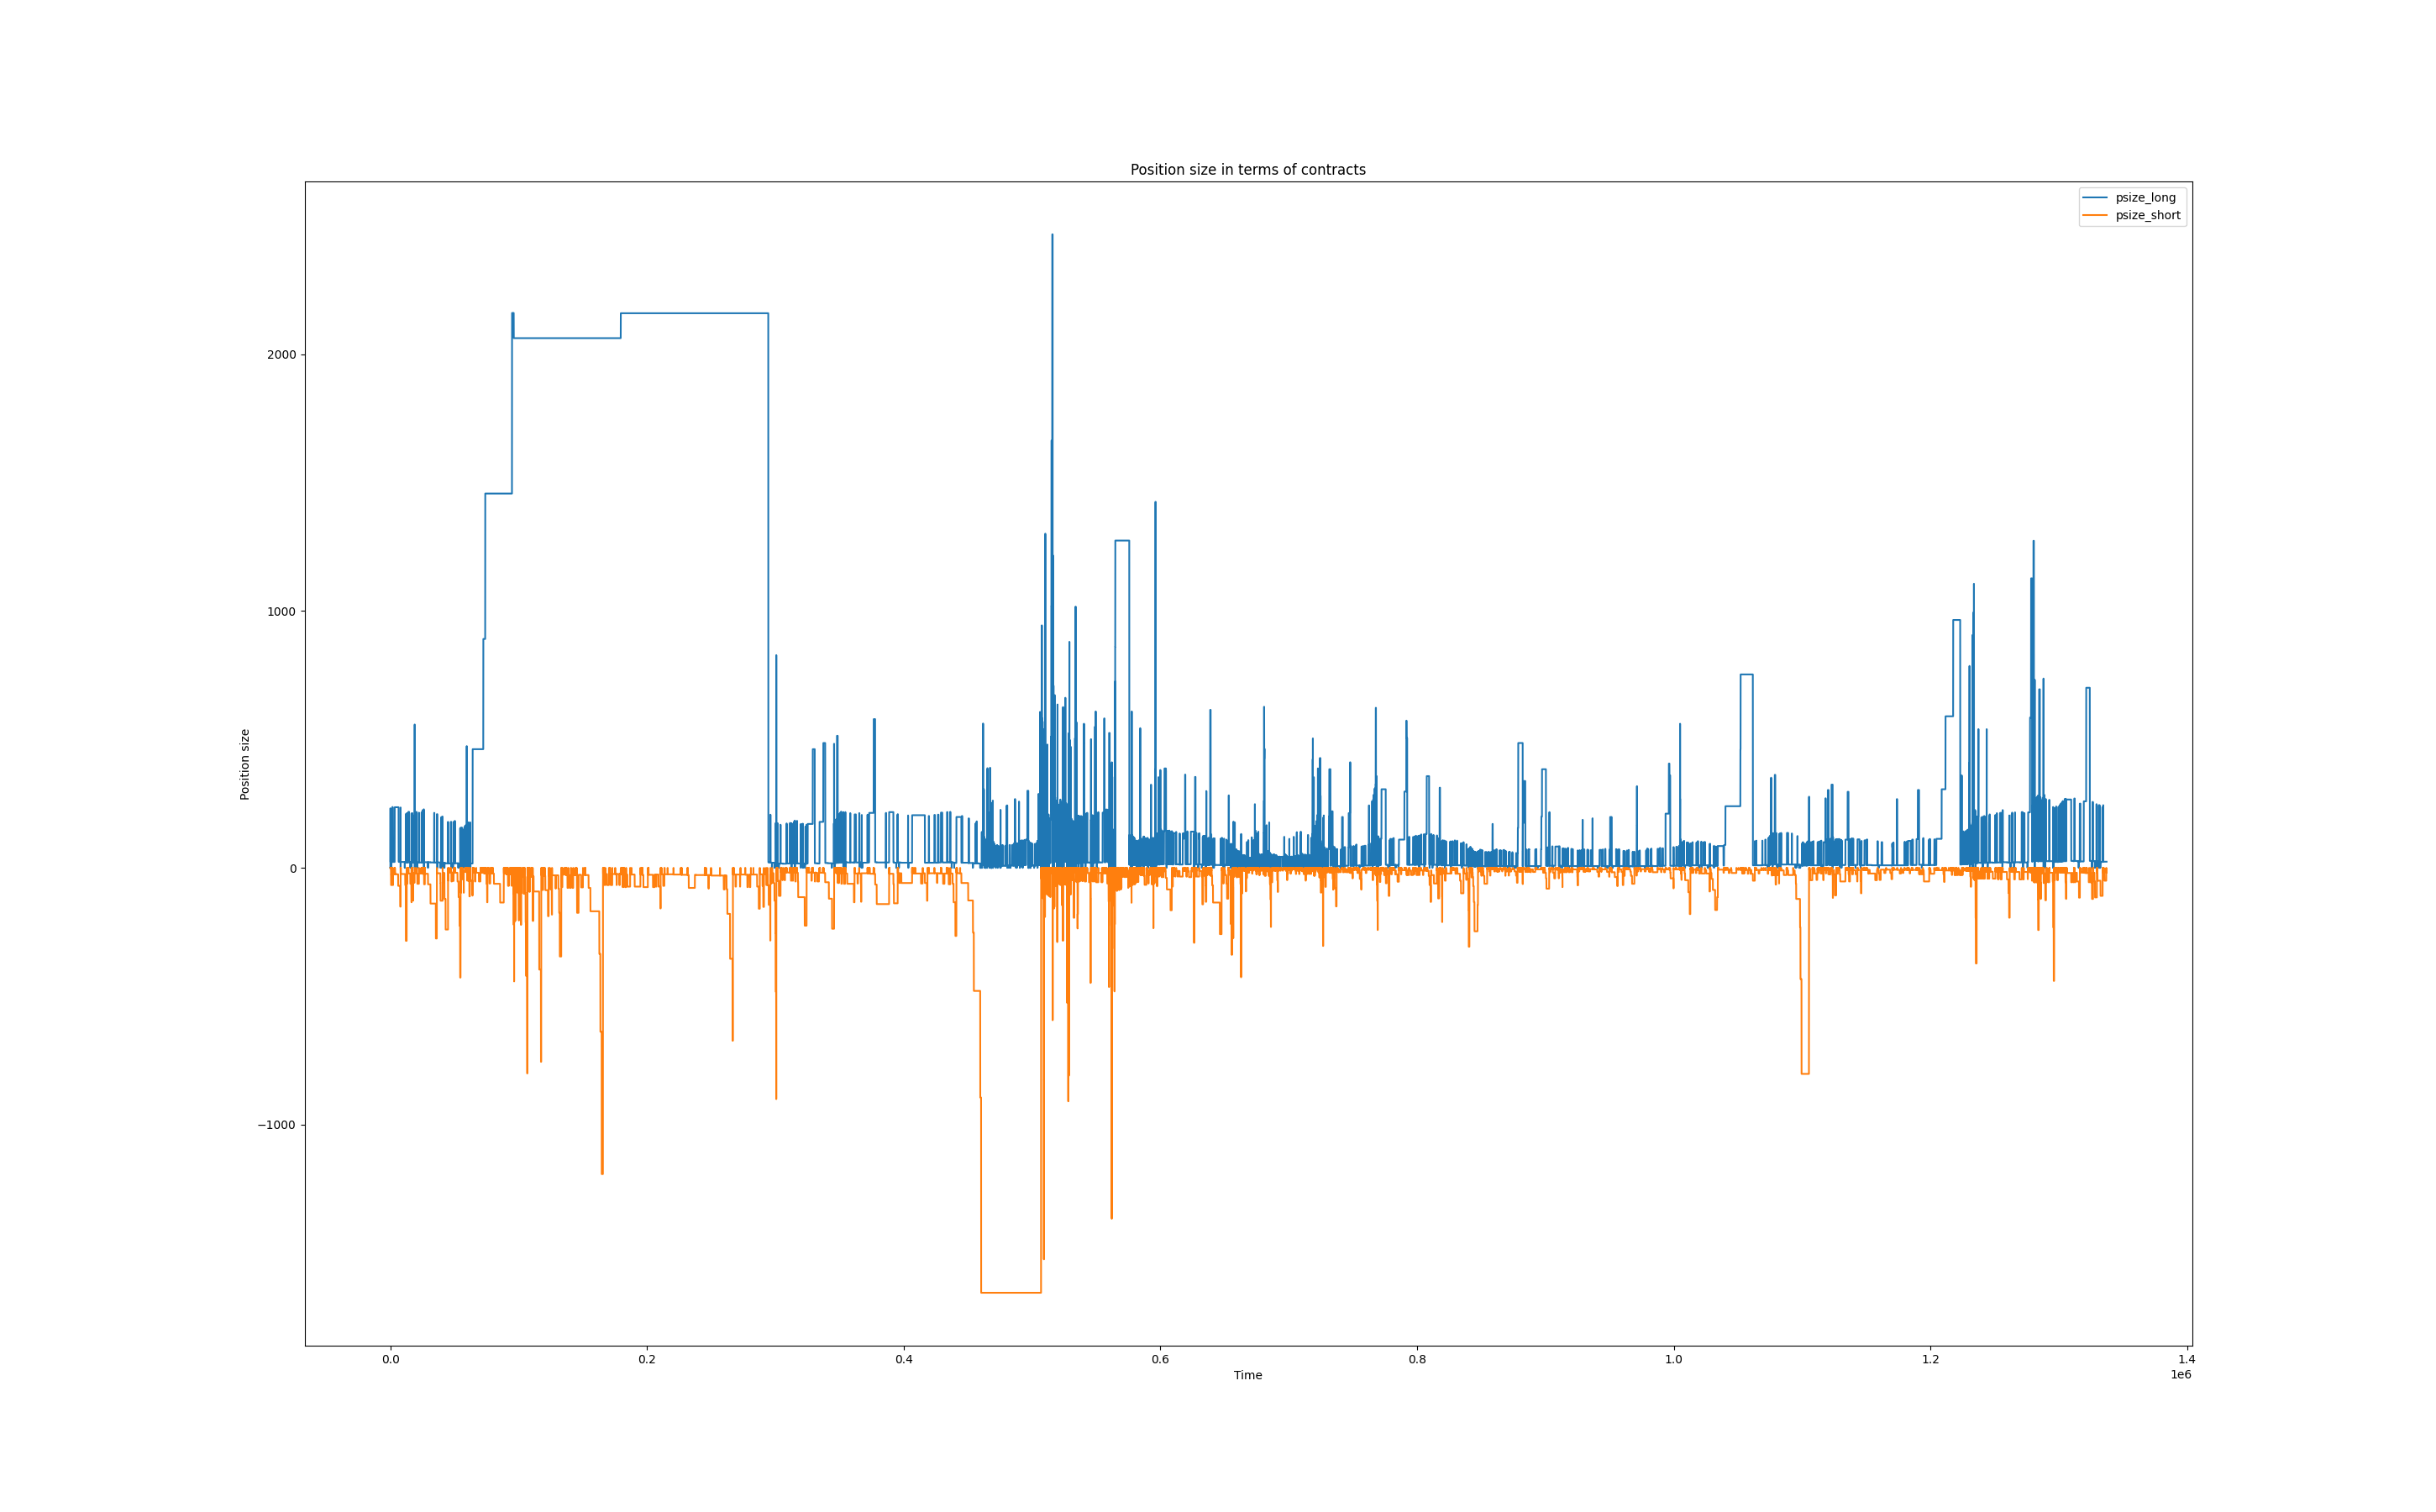 Position size in terms of contracts
psize_long
psize_short
2000
1000
0
−1000
Position size
0.0
0.2
0.4
0.6
0.8
1.0
1.2
1.4
Time
1e6